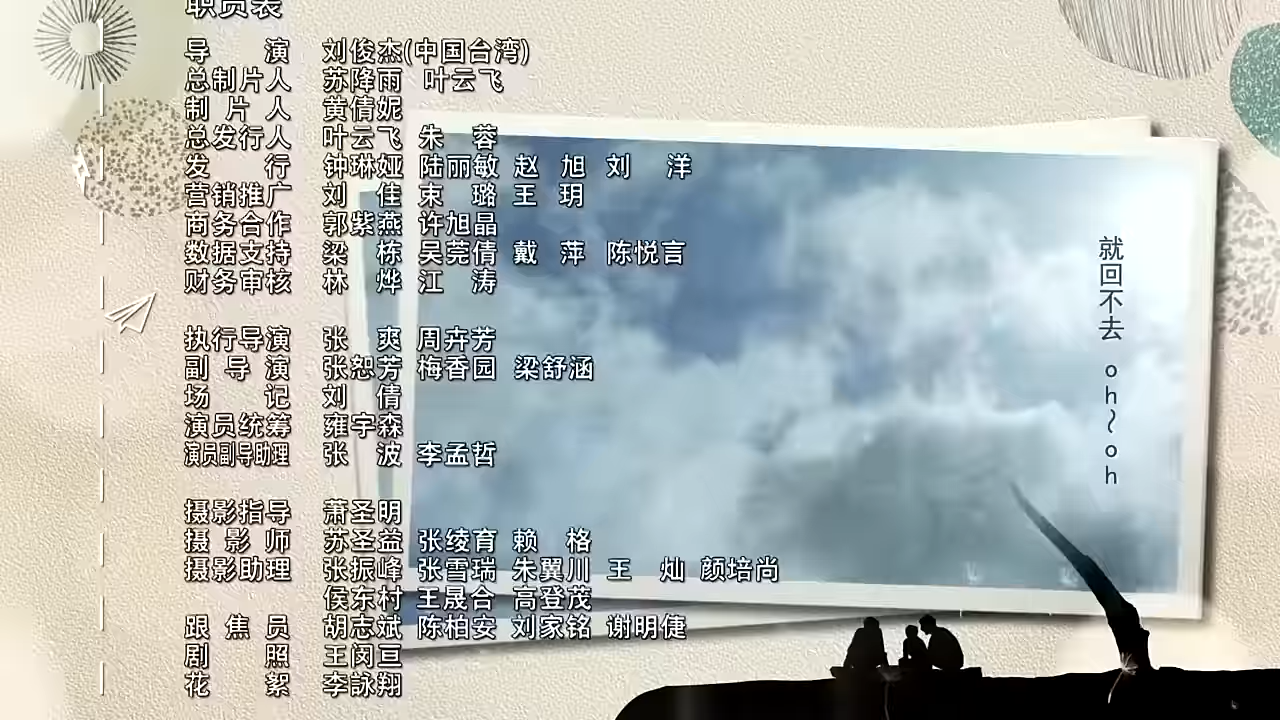 职员表
导 演 刘俊杰(中国台湾)
总制片人 苏降雨 叶云飞
制 片 人 黄倩妮
总发行人 叶云飞 朱 蓉
发 行 钟琳娅 陆丽敏 赵 旭 刘 洋
营销推广 刘 佳 束 璐 王 玥
商务合作 郭紫燕 许旭晶
数据支持 梁 栋 吴莞倩 戴 萍 陈悦言
财务审核 林 烨 江 涛
执行导演 张 爽 周卉芳
副 导 演 张恕芳 梅香园 梁舒涵
场 记 刘 倩
演员统筹 雍宇森
演员副导助理 张 波 李孟哲
摄影指导 萧圣明
摄 影 师 苏圣益 张绫育 赖 格
摄影助理 张振峰 张雪瑞 朱翼川 王 灿 颜培尚
侯东村 王晟合 高登茂
跟 焦 员 胡志斌 陈柏安 刘家铭 谢明倢
剧 照 王闵亘
花 絮 李詠翔
就回不去 oh~oh